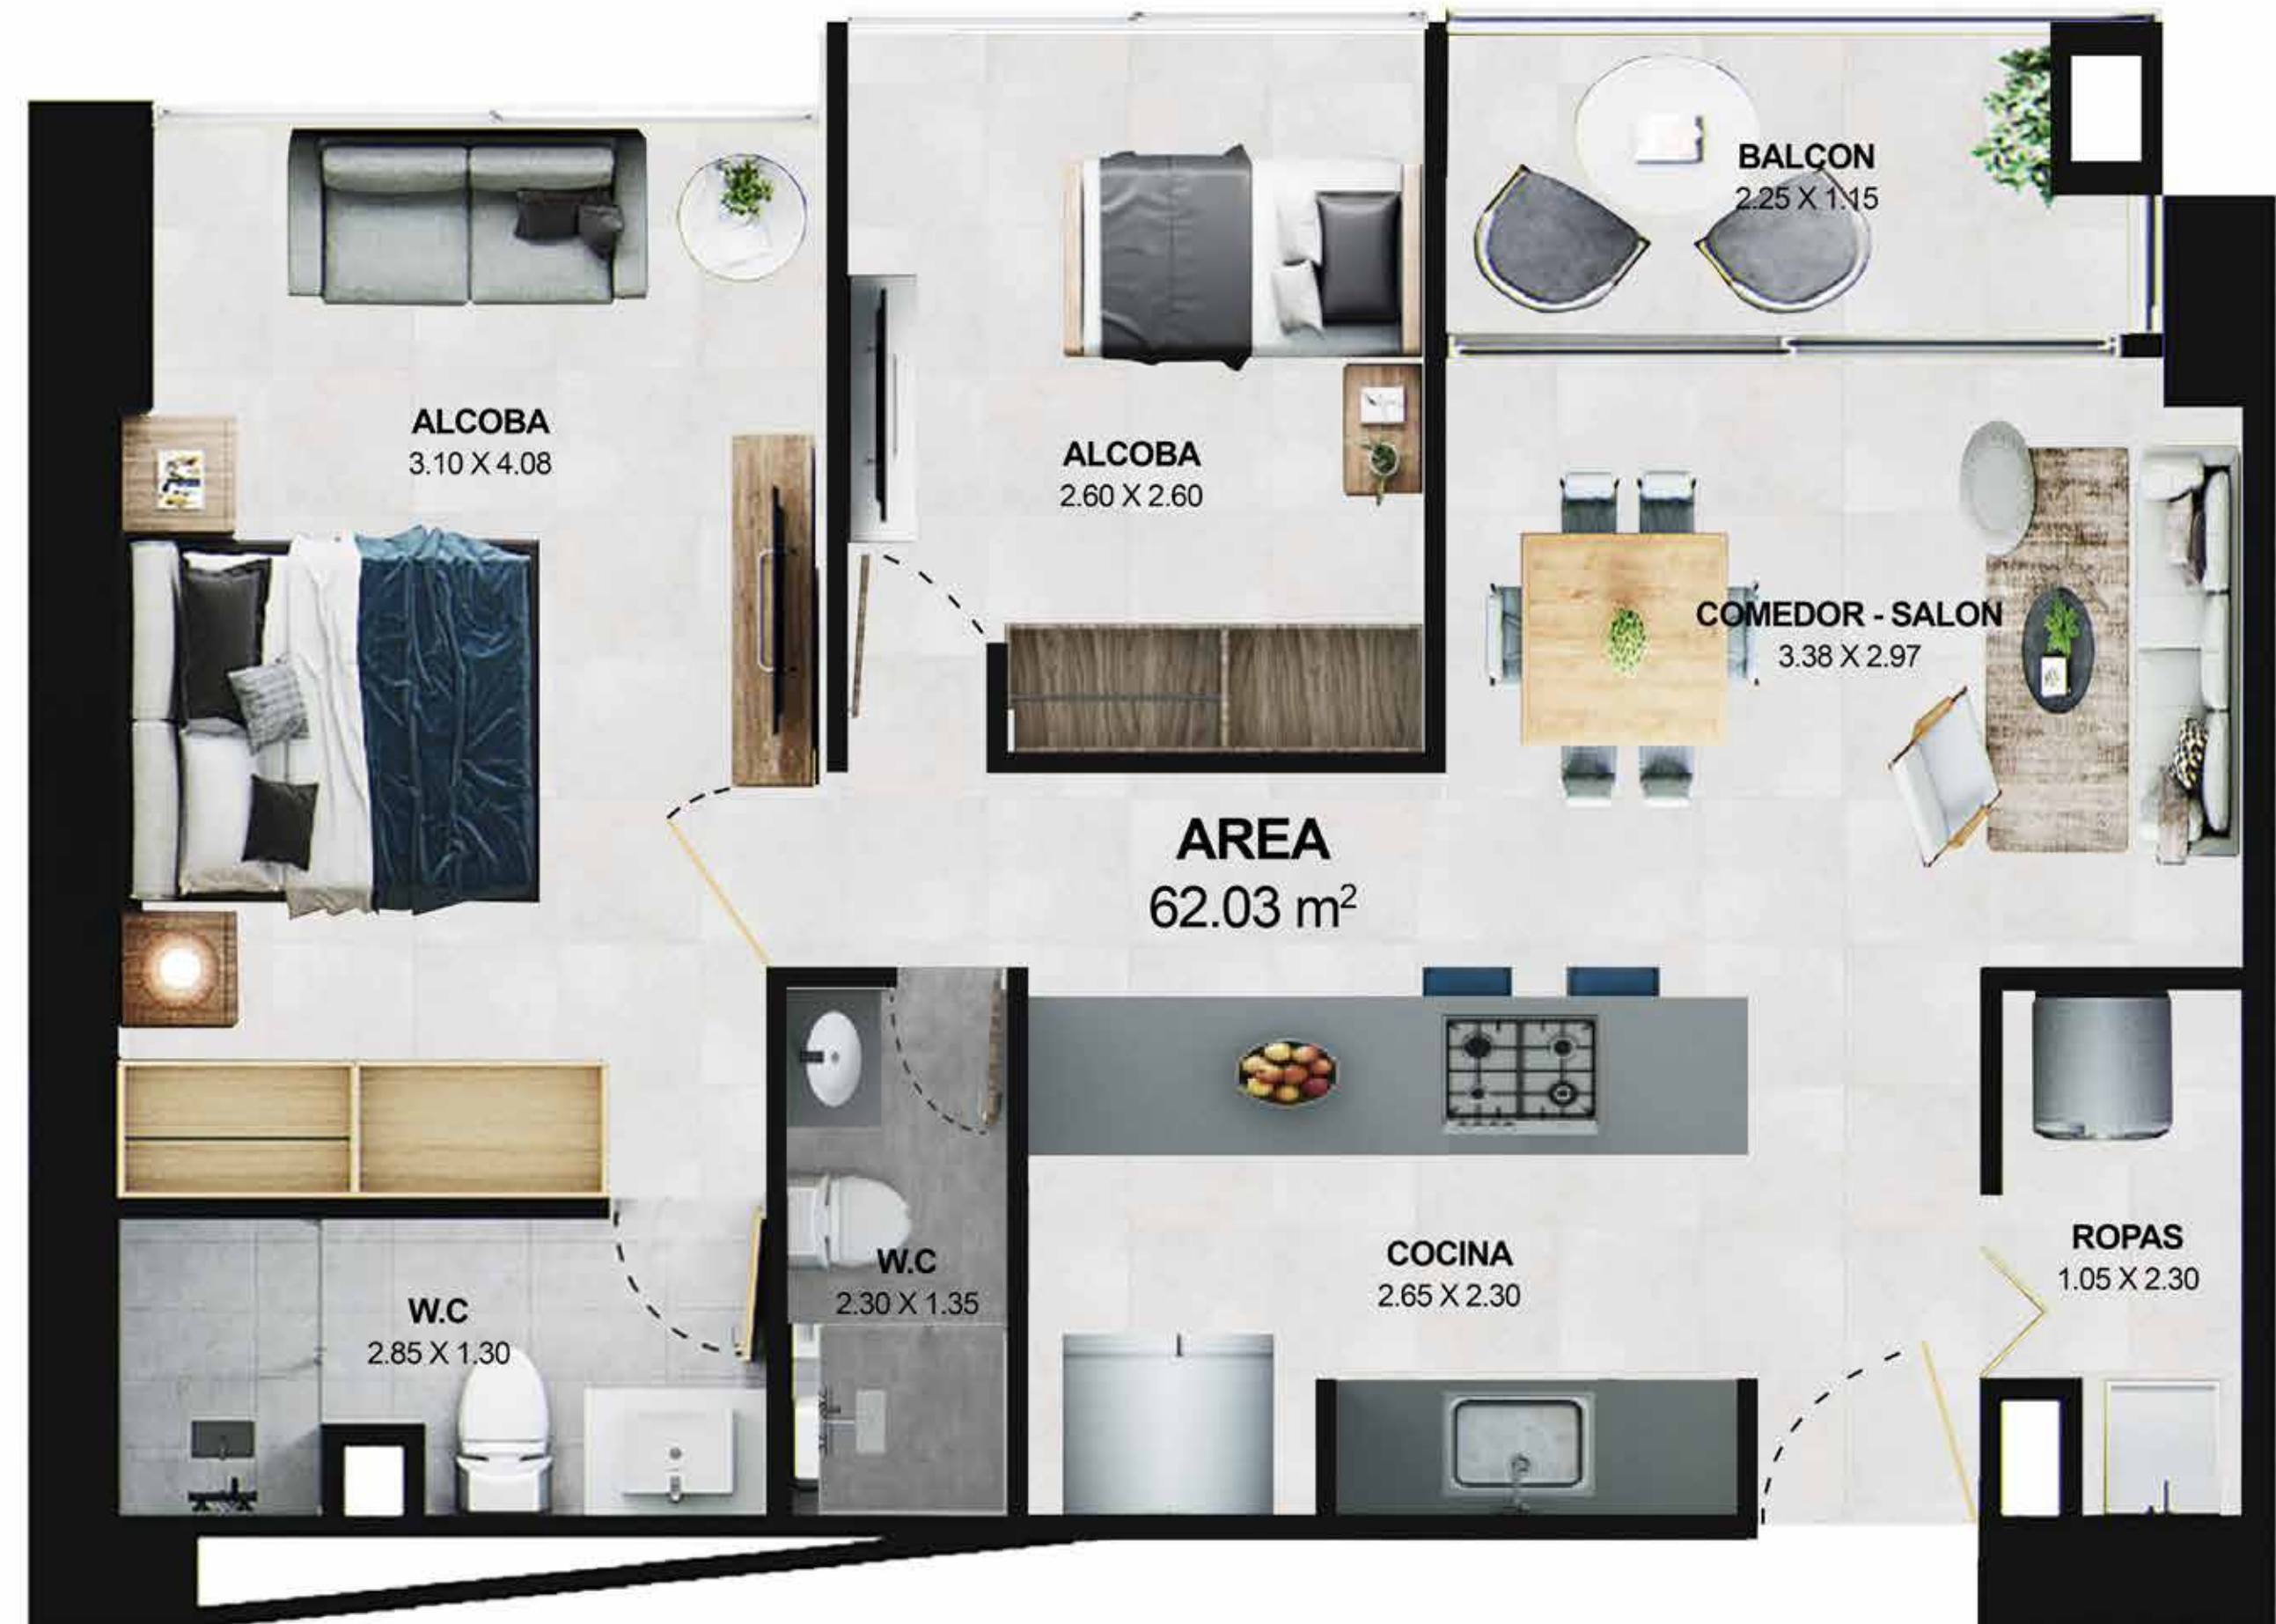 BALCON
2.25 X 1.15
ALCOBA
3.10 X 4.08
ALCOBA
2.60 X 2.60
COMEDOR - SALON
3.38 X 2.97
AREA
62.03 m²
W.C
2.85 X 1.30
W.C
2.30 X 1.35
COCINA
2.65 X 2.30
ROPAS
1.05 X 2.30